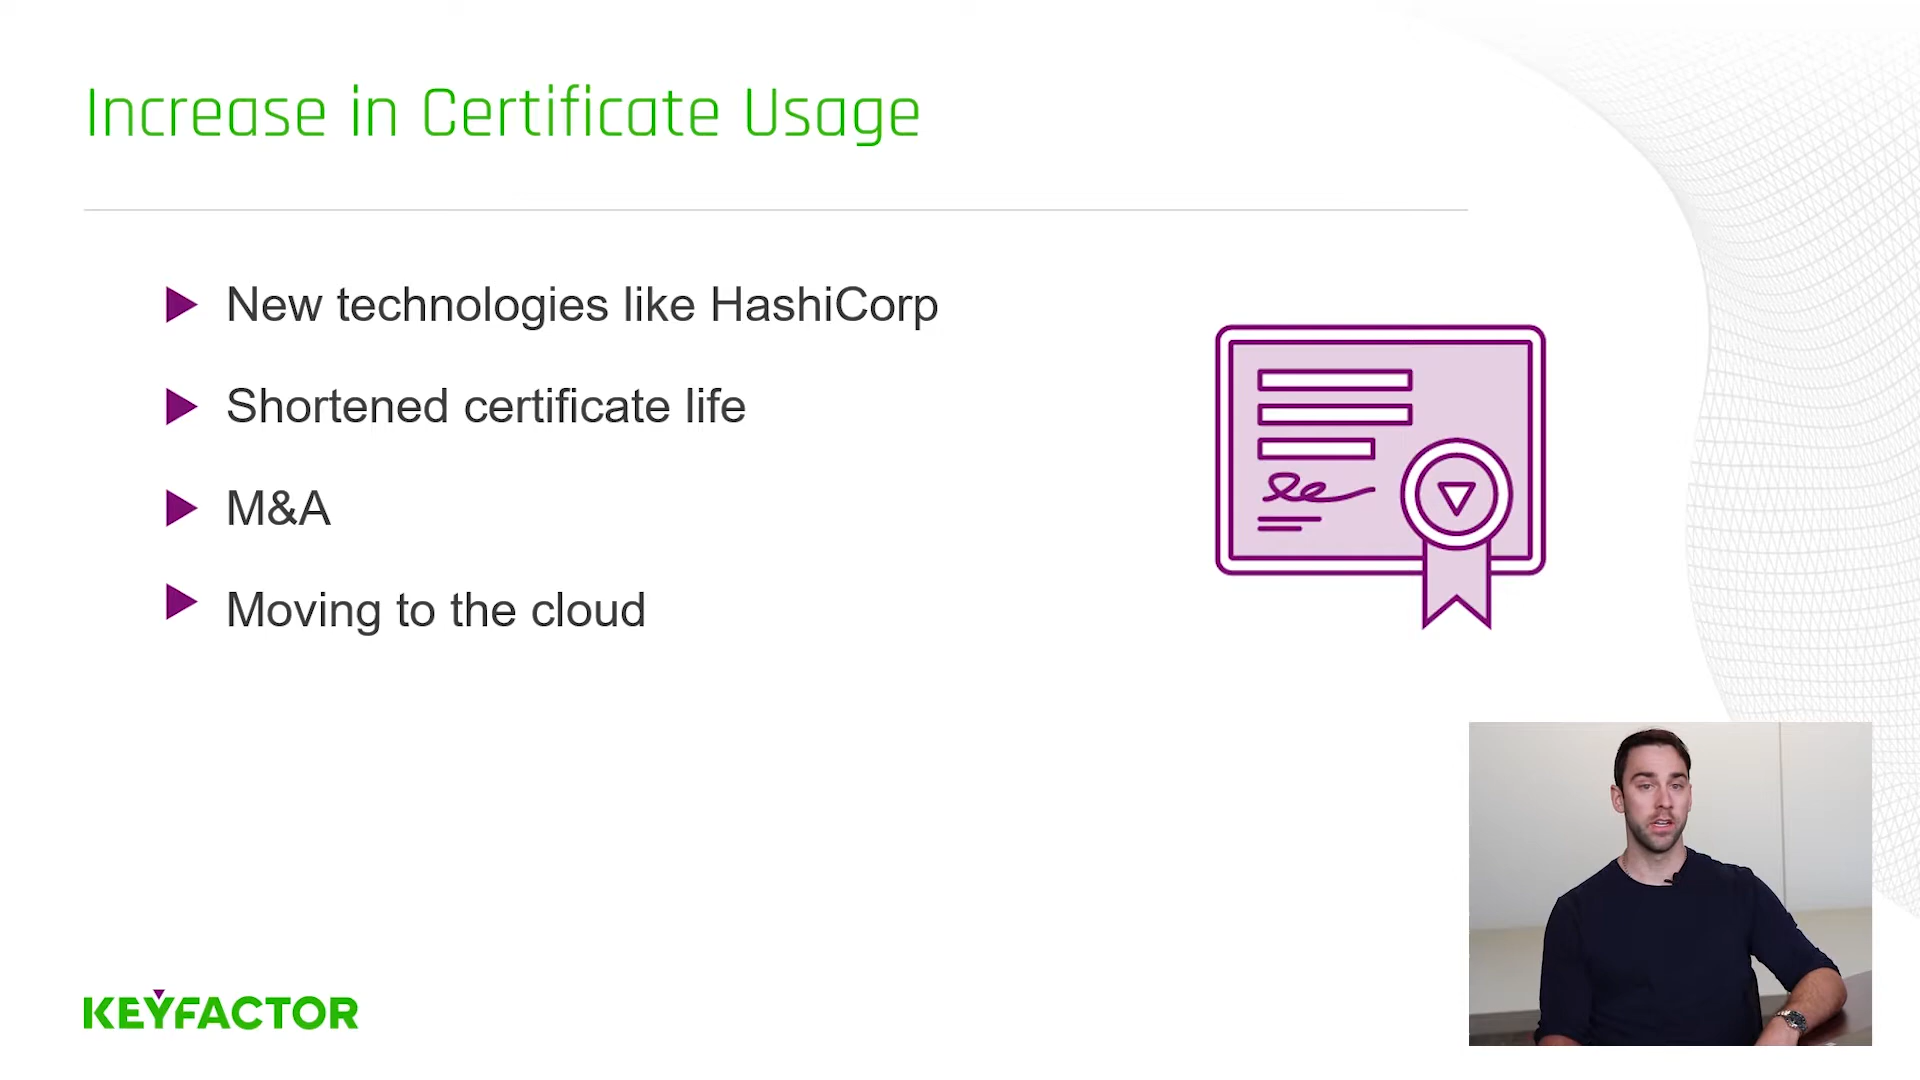 Increase in Certificate Usage
New technologies like HashiCorp
Shortened certificate life
M&A
Moving to the cloud
KEYFACTOR